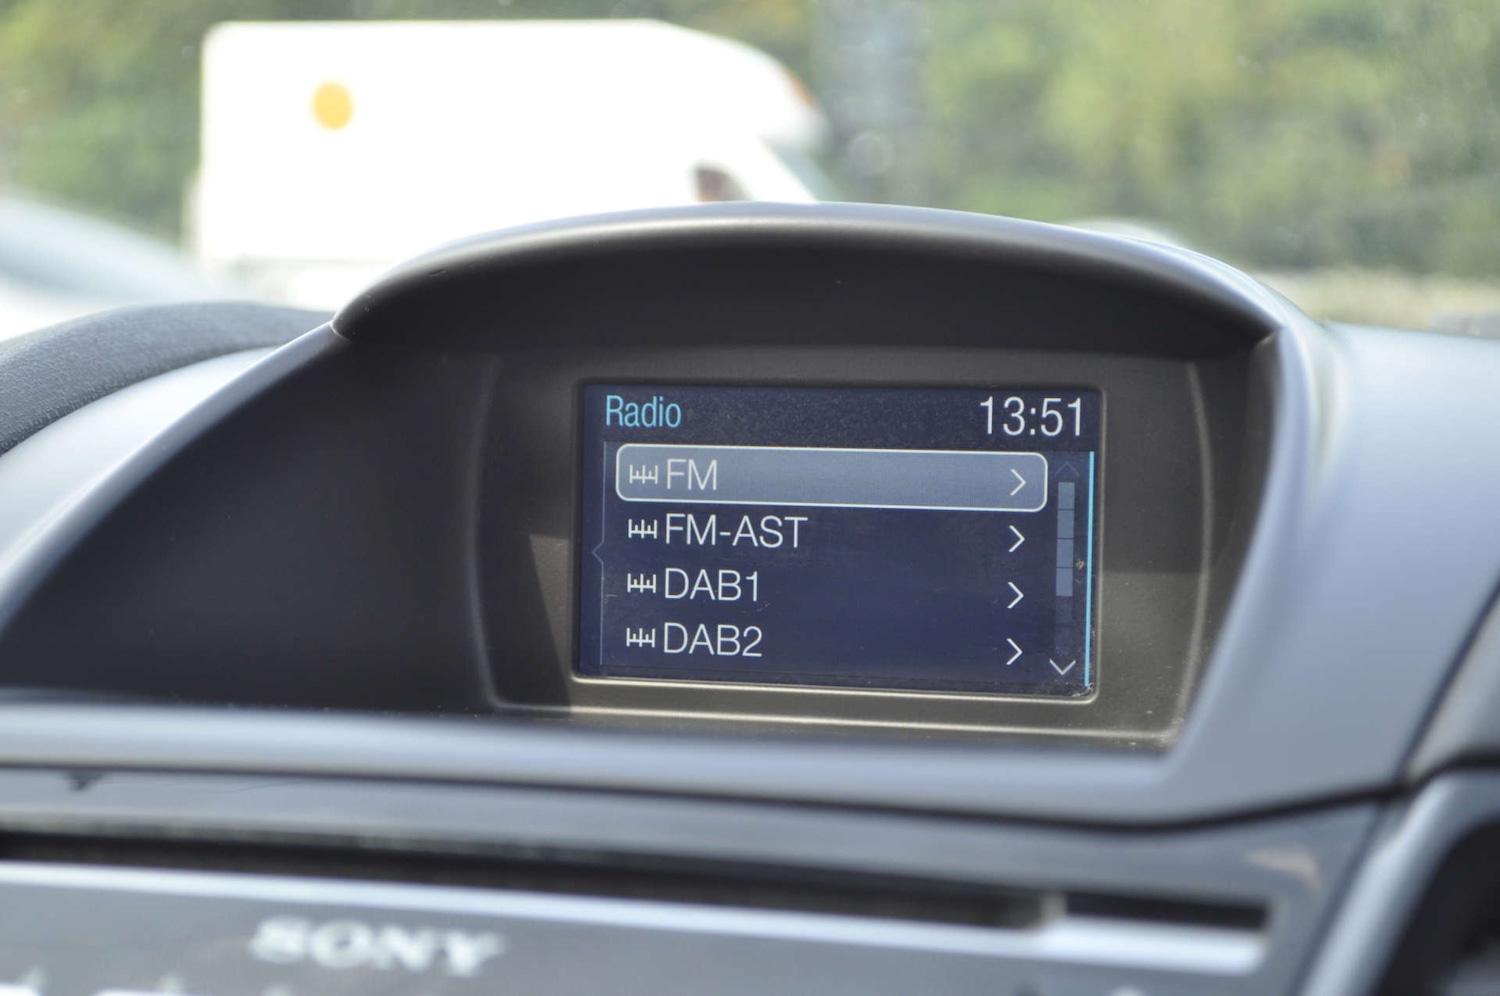 Radio 13:51
FM
FM-AST
DAB1
DAB2
SONY